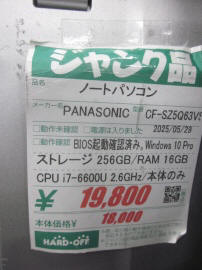 ジャンク品
品名
ノートパソコン
メーカー名 PANASONIC CF-SZ5Q63VS
□動作未確認 □電源は入りました 2025/05/29
□動作確認 BIOS起動確認済み, Windows 10 Pro
ストレージ 256GB/RAM 16GB
CPU i7-6600U 2.6GHz/本体のみ
¥19,800
本体価格¥ 18,000
HARD-OFF